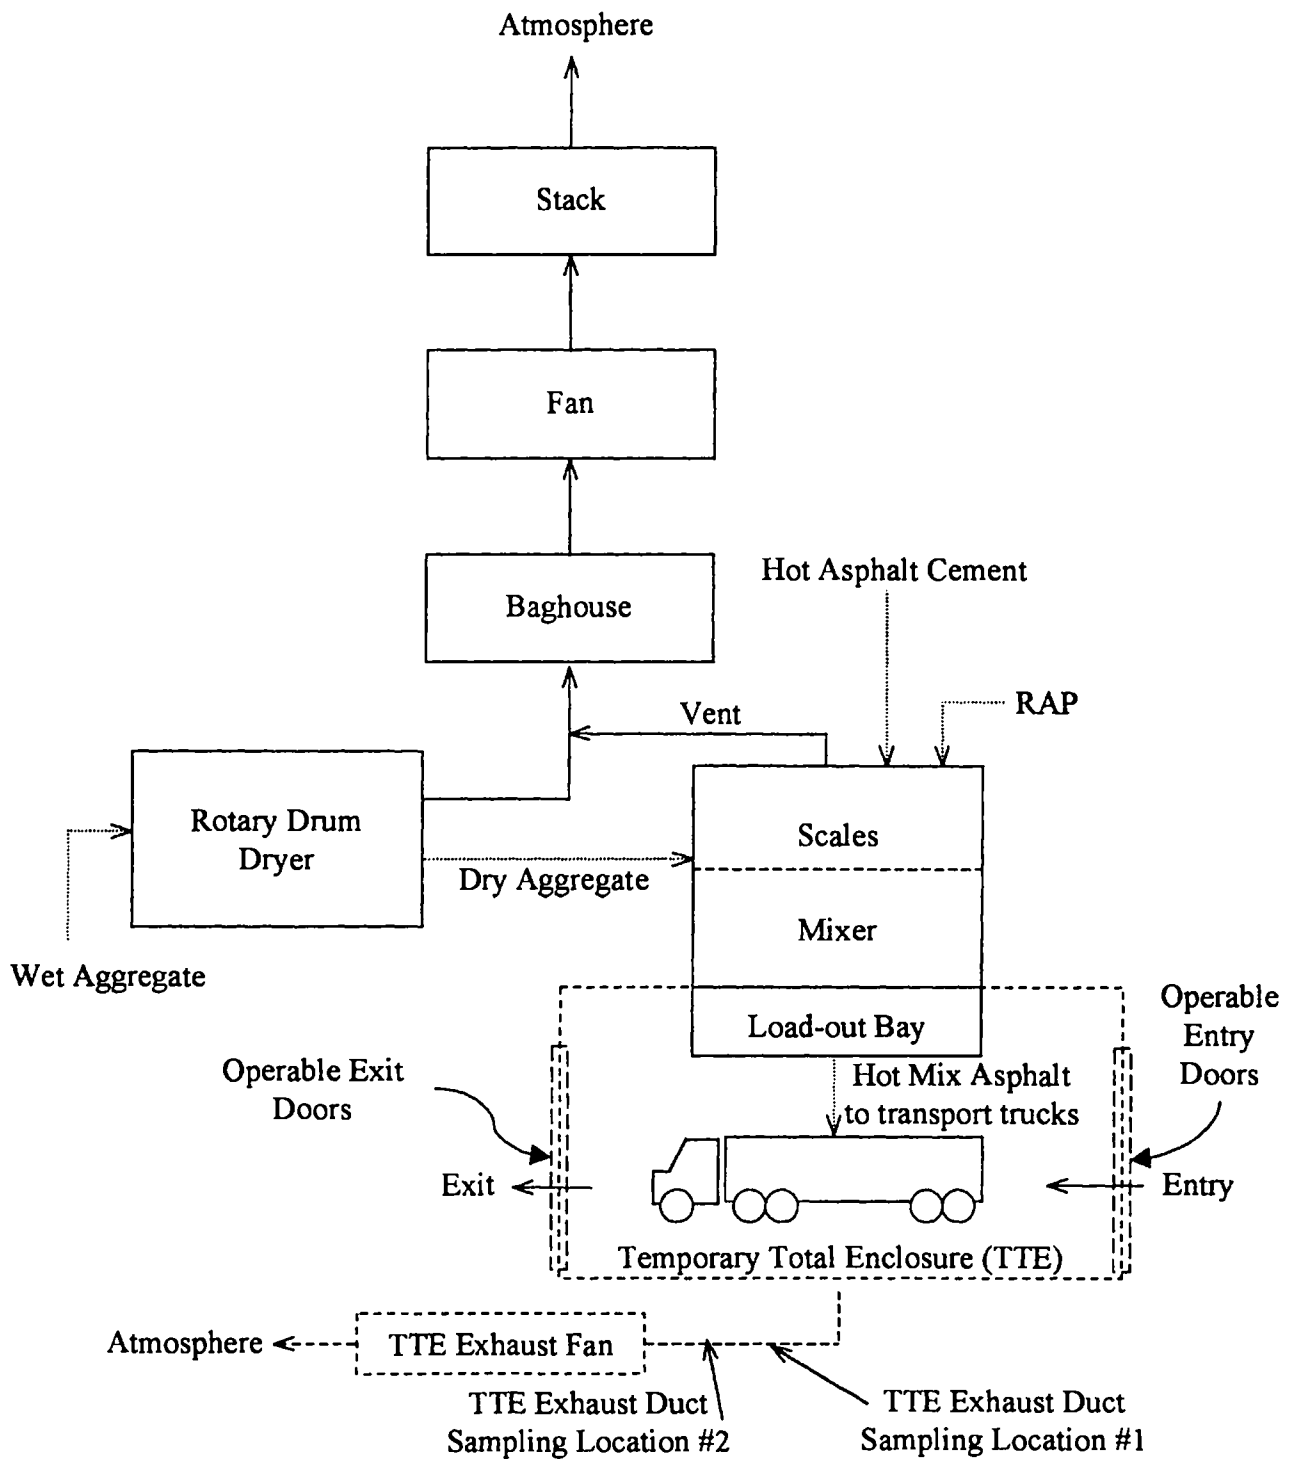 Atmosphere
Stack
Fan
Baghouse
Hot Asphalt Cement
RAP
Vent
Rotary Drum
Dryer
Scales
Dry Aggregate
Mixer
Wet Aggregate
Load-out Bay
Operable
Entry
Doors
Operable Exit
Doors
Hot Mix Asphalt
to transport trucks
Exit
Entry
Temporary Total Enclosure (TTE)
Atmosphere
TTE Exhaust Fan
TTE Exhaust Duct
Sampling Location #2
TTE Exhaust Duct
Sampling Location #1